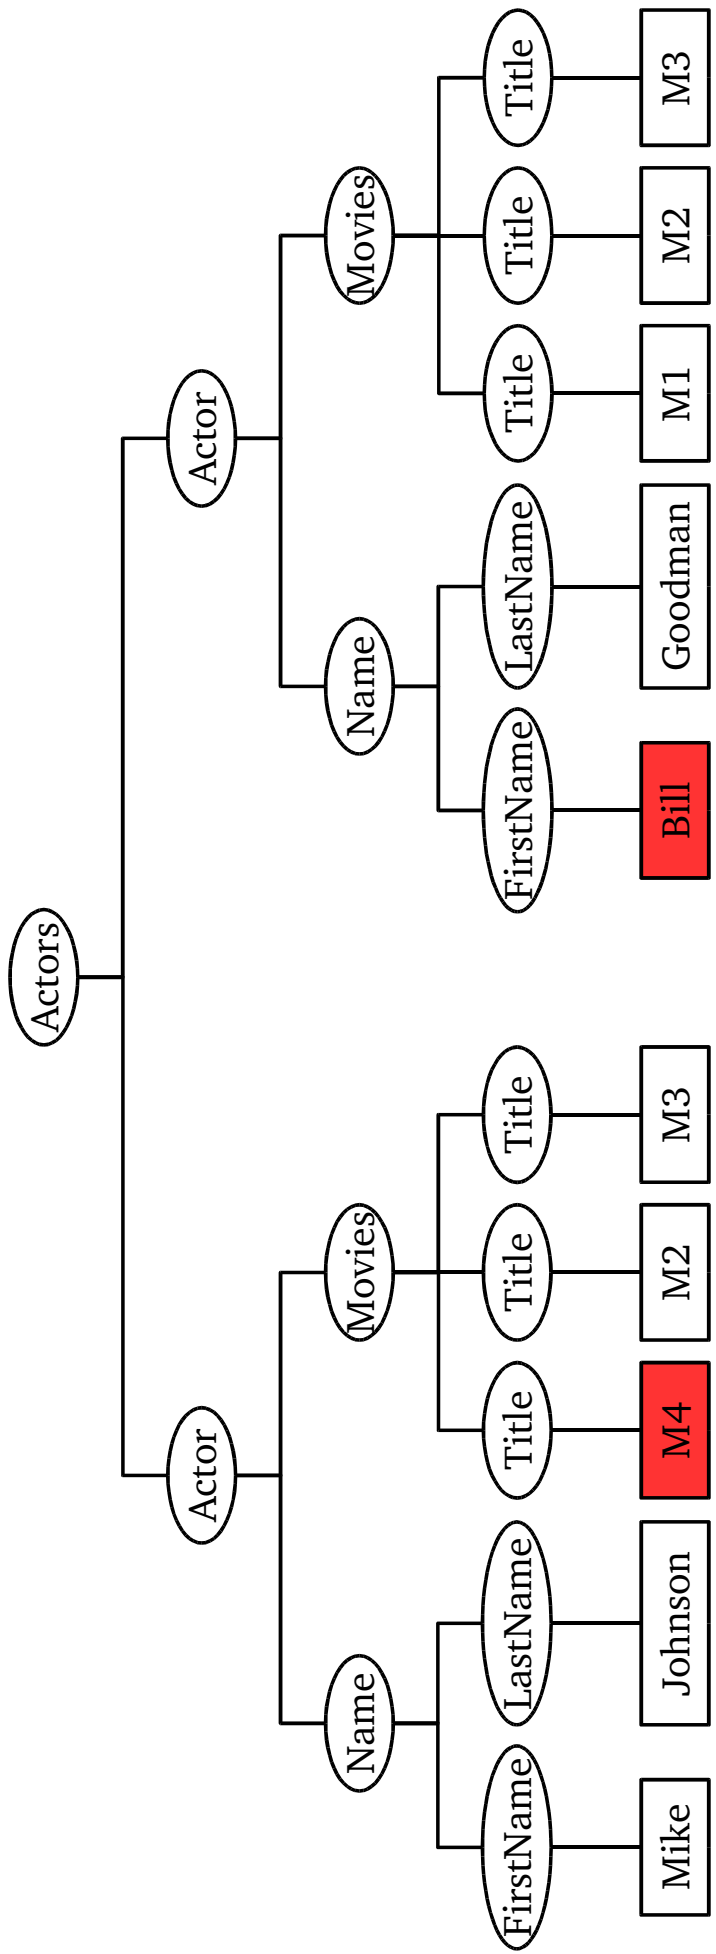 Actors
Actor
Actor
Name
Movies
Name
Movies
FirstName
LastName
Title
Title
Title
FirstName
LastName
Title
Title
Title
Mike
Johnson
M4
M2
M3
Bill
Goodman
M1
M2
M3